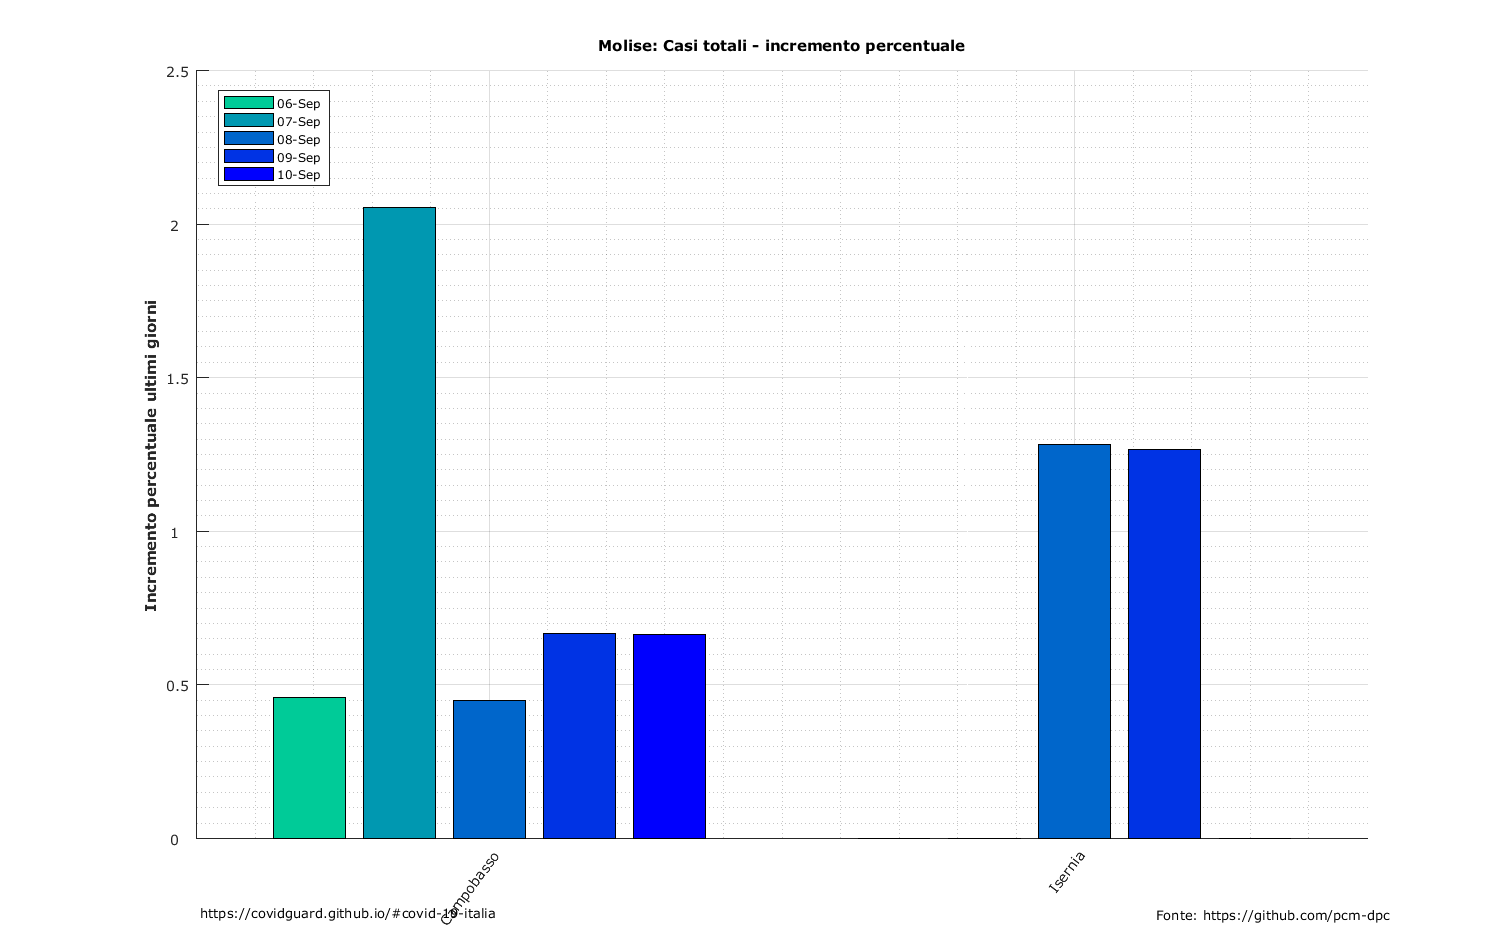 Molise: Casi totali - incremento percentuale
2.5
2
1.5
1
0.5
0
Incremento percentuale ultimi giorni
06-Sep
07-Sep
08-Sep
09-Sep
10-Sep
Campobasso
Isernia
https://covidguard.github.io/#covid-19-italia
Fonte: https://github.com/pcm-dpc